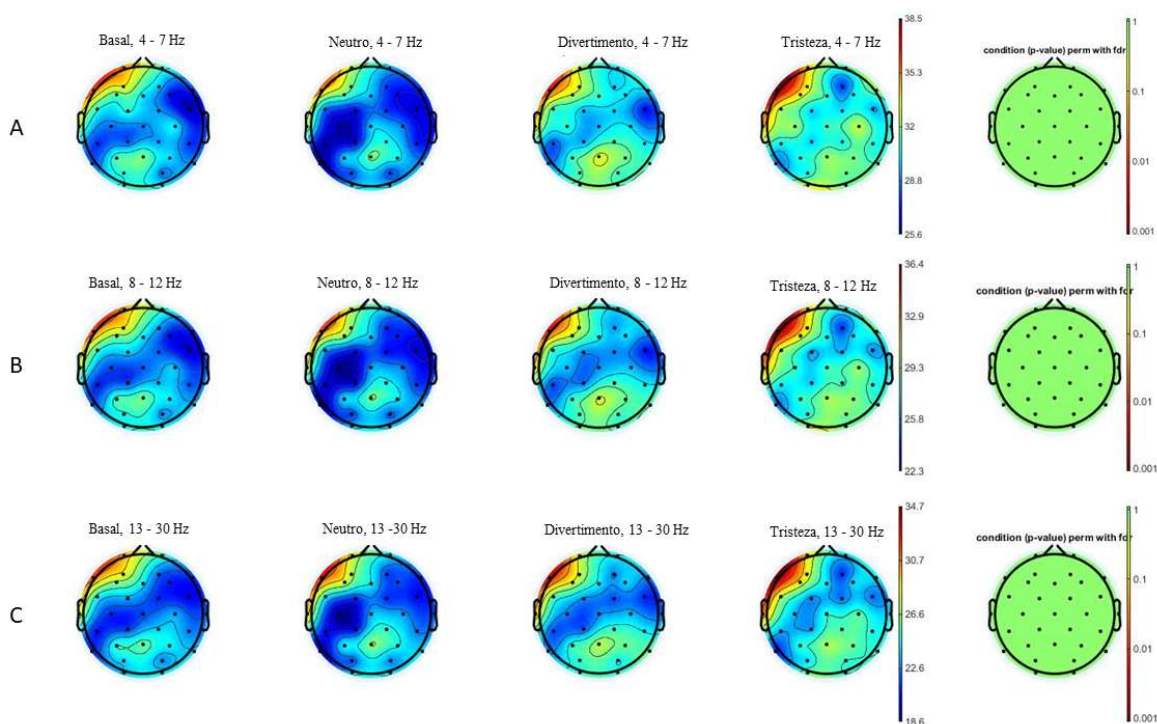 Basal, 4 - 7 Hz
Neutro, 4 - 7 Hz
Divertimento, 4 - 7 Hz
Tristeza, 4 - 7 Hz
condition (p-value) perm with fdr
A
38.5
35.3
32
28.8
25.6
1
0.1
0.01
0.001
Basal, 8 - 12 Hz
Neutro, 8 - 12 Hz
Divertimento, 8 - 12 Hz
Tristeza, 8 - 12 Hz
condition (p-value) perm with fdr
B
36.4
32.9
29.3
25.8
22.3
1
0.1
0.01
0.001
Basal, 13 - 30 Hz
Neutro, 13 -30 Hz
Divertimento, 13 - 30 Hz
Tristeza, 13 - 30 Hz
condition (p-value) perm with fdr
C
34.7
30.7
26.6
22.6
18.6
1
0.1
0.01
0.001